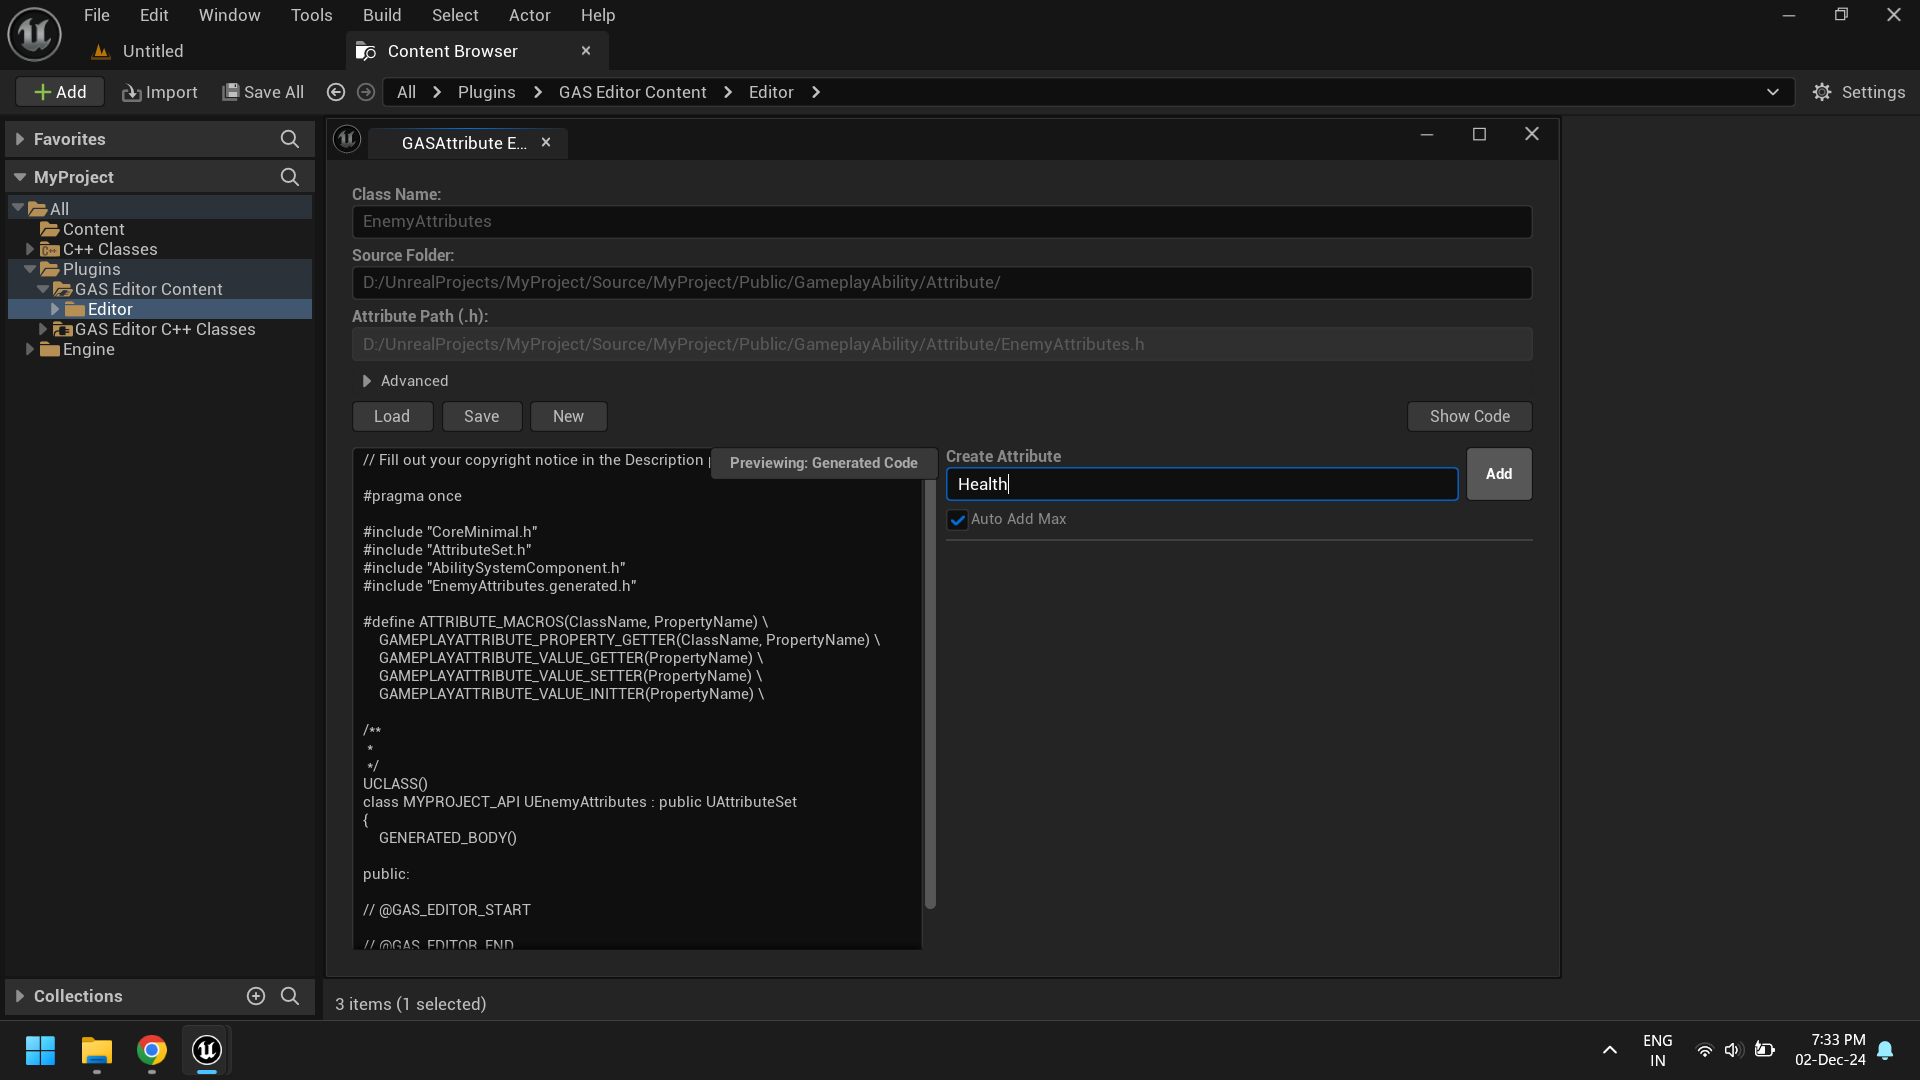 File Edit Window Tools Build Select Actor Help
Untitled
Content Browser
Add Import Save All All Plugins GAS Editor Content Editor Settings
Favorites
MyProject
All
Content
C++ Classes
Plugins
GAS Editor Content
Editor
GAS Editor C++ Classes
Engine
Collections
GASAttribute E...
Class Name:
EnemyAttributes
Source Folder:
D:/UnrealProjects/MyProject/Source/MyProject/Public/GameplayAbility/Attribute/
Attribute Path (.h):
D:/UnrealProjects/MyProject/Source/MyProject/Public/GameplayAbility/Attribute/EnemyAttributes.h
Advanced
Load Save New Show Code
// Fill out your copyright notice in the Description
Previewing: Generated Code
#pragma once
#include "CoreMinimal.h"
#include "AttributeSet.h"
#include "AbilitySystemComponent.h"
#include "EnemyAttributes.generated.h"
#define ATTRIBUTE_MACROS(ClassName, PropertyName) \
GAMEPLAYATTRIBUTE_PROPERTY_GETTER(ClassName, PropertyName) \
GAMEPLAYATTRIBUTE_VALUE_GETTER(PropertyName) \
GAMEPLAYATTRIBUTE_VALUE_SETTER(PropertyName) \
GAMEPLAYATTRIBUTE_VALUE_INITTER(PropertyName) \
/**
*
*/
UCLASS()
class MYPROJECT_API UEnemyAttributes : public UAttributeSet
{
GENERATED_BODY()
public:
// @GAS_EDITOR_START
// @GAS_EDITOR_END
Create Attribute
Health
Add
Auto Add Max
3 items (1 selected)
ENG
IN
7:33 PM
02-Dec-24